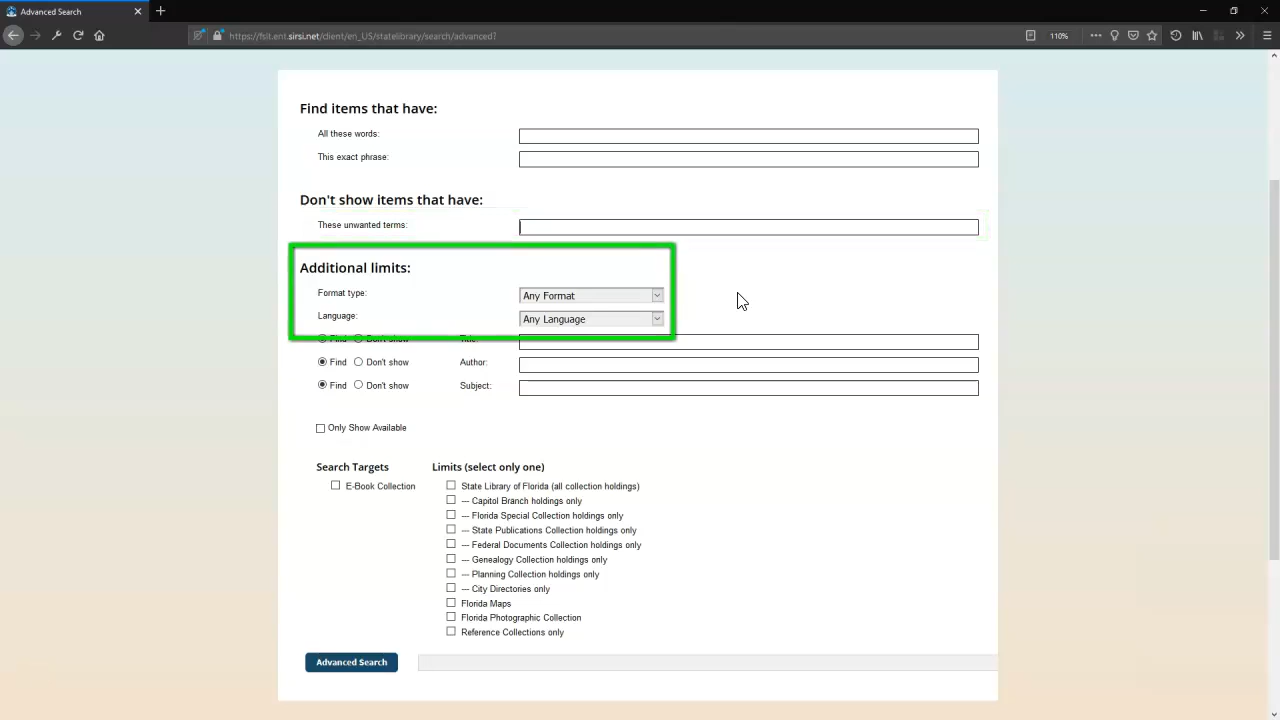 Advanced Search
https://fslt.ent.sirsi.net/client/en_US/statelibrary/search/advanced?
110%
Find items that have:
All these words:
This exact phrase:
Don't show items that have:
These unwanted terms:
Additional limits:
Format type: Any Format
Language: Any Language
Find Don't show Title:
Find Don't show Author:
Find Don't show Subject:
Only Show Available
Search Targets Limits (select only one)
E-Book Collection State Library of Florida (all collection holdings)
--- Capitol Branch holdings only
--- Florida Special Collection holdings only
--- State Publications Collection holdings only
--- Federal Documents Collection holdings only
--- Genealogy Collection holdings only
--- Planning Collection holdings only
--- City Directories only
Florida Maps
Florida Photographic Collection
Reference Collections only
Advanced Search